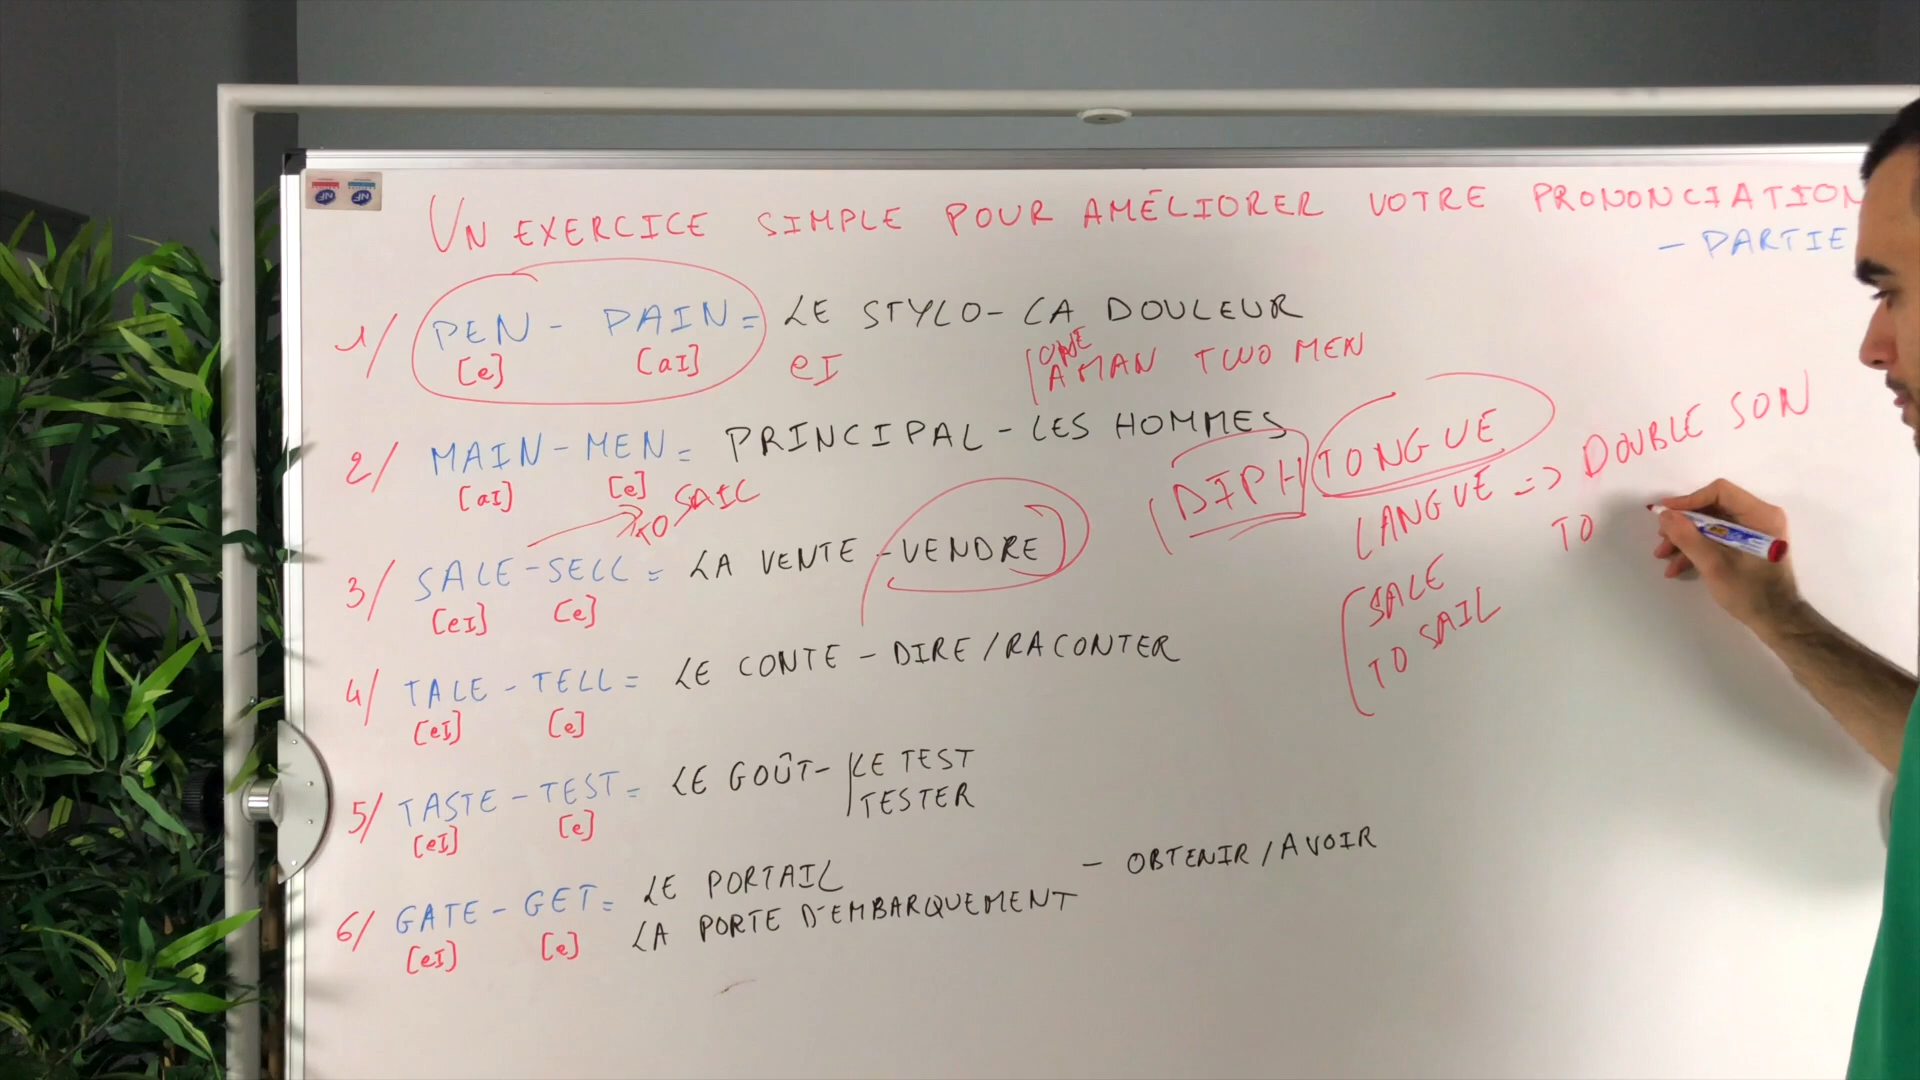 UN EXERCICE SIMPLE POUR AMÉLIORER VOTRE PRONONCIATION
- PARTIE
1/ PEN - PAIN = LE STYLO - LA DOULEUR
[e] [aI] eI
ONE
A MAN TWO MEN
2/ MAIN - MEN = PRINCIPAL - LES HOMMES
[aI] [e]
TO SAIL
3/ SALE - SELL = LA VENTE - VENDRE
[eI] [e]
4/ TALE - TELL = LE CONTE - DIRE / RACONTER
[eI] [e]
5/ TASTE - TEST = LE GOÛT - LE TEST
TESTER
[eI] [e]
6/ GATE - GET = LE PORTAIL
LA PORTE D'EMBARQUEMENT - OBTENIR / AVOIR
[eI] [e]
DIPHTONGUE
LANGUE => DOUBLE SON
SALE
TO SAIL
TO
NF NF